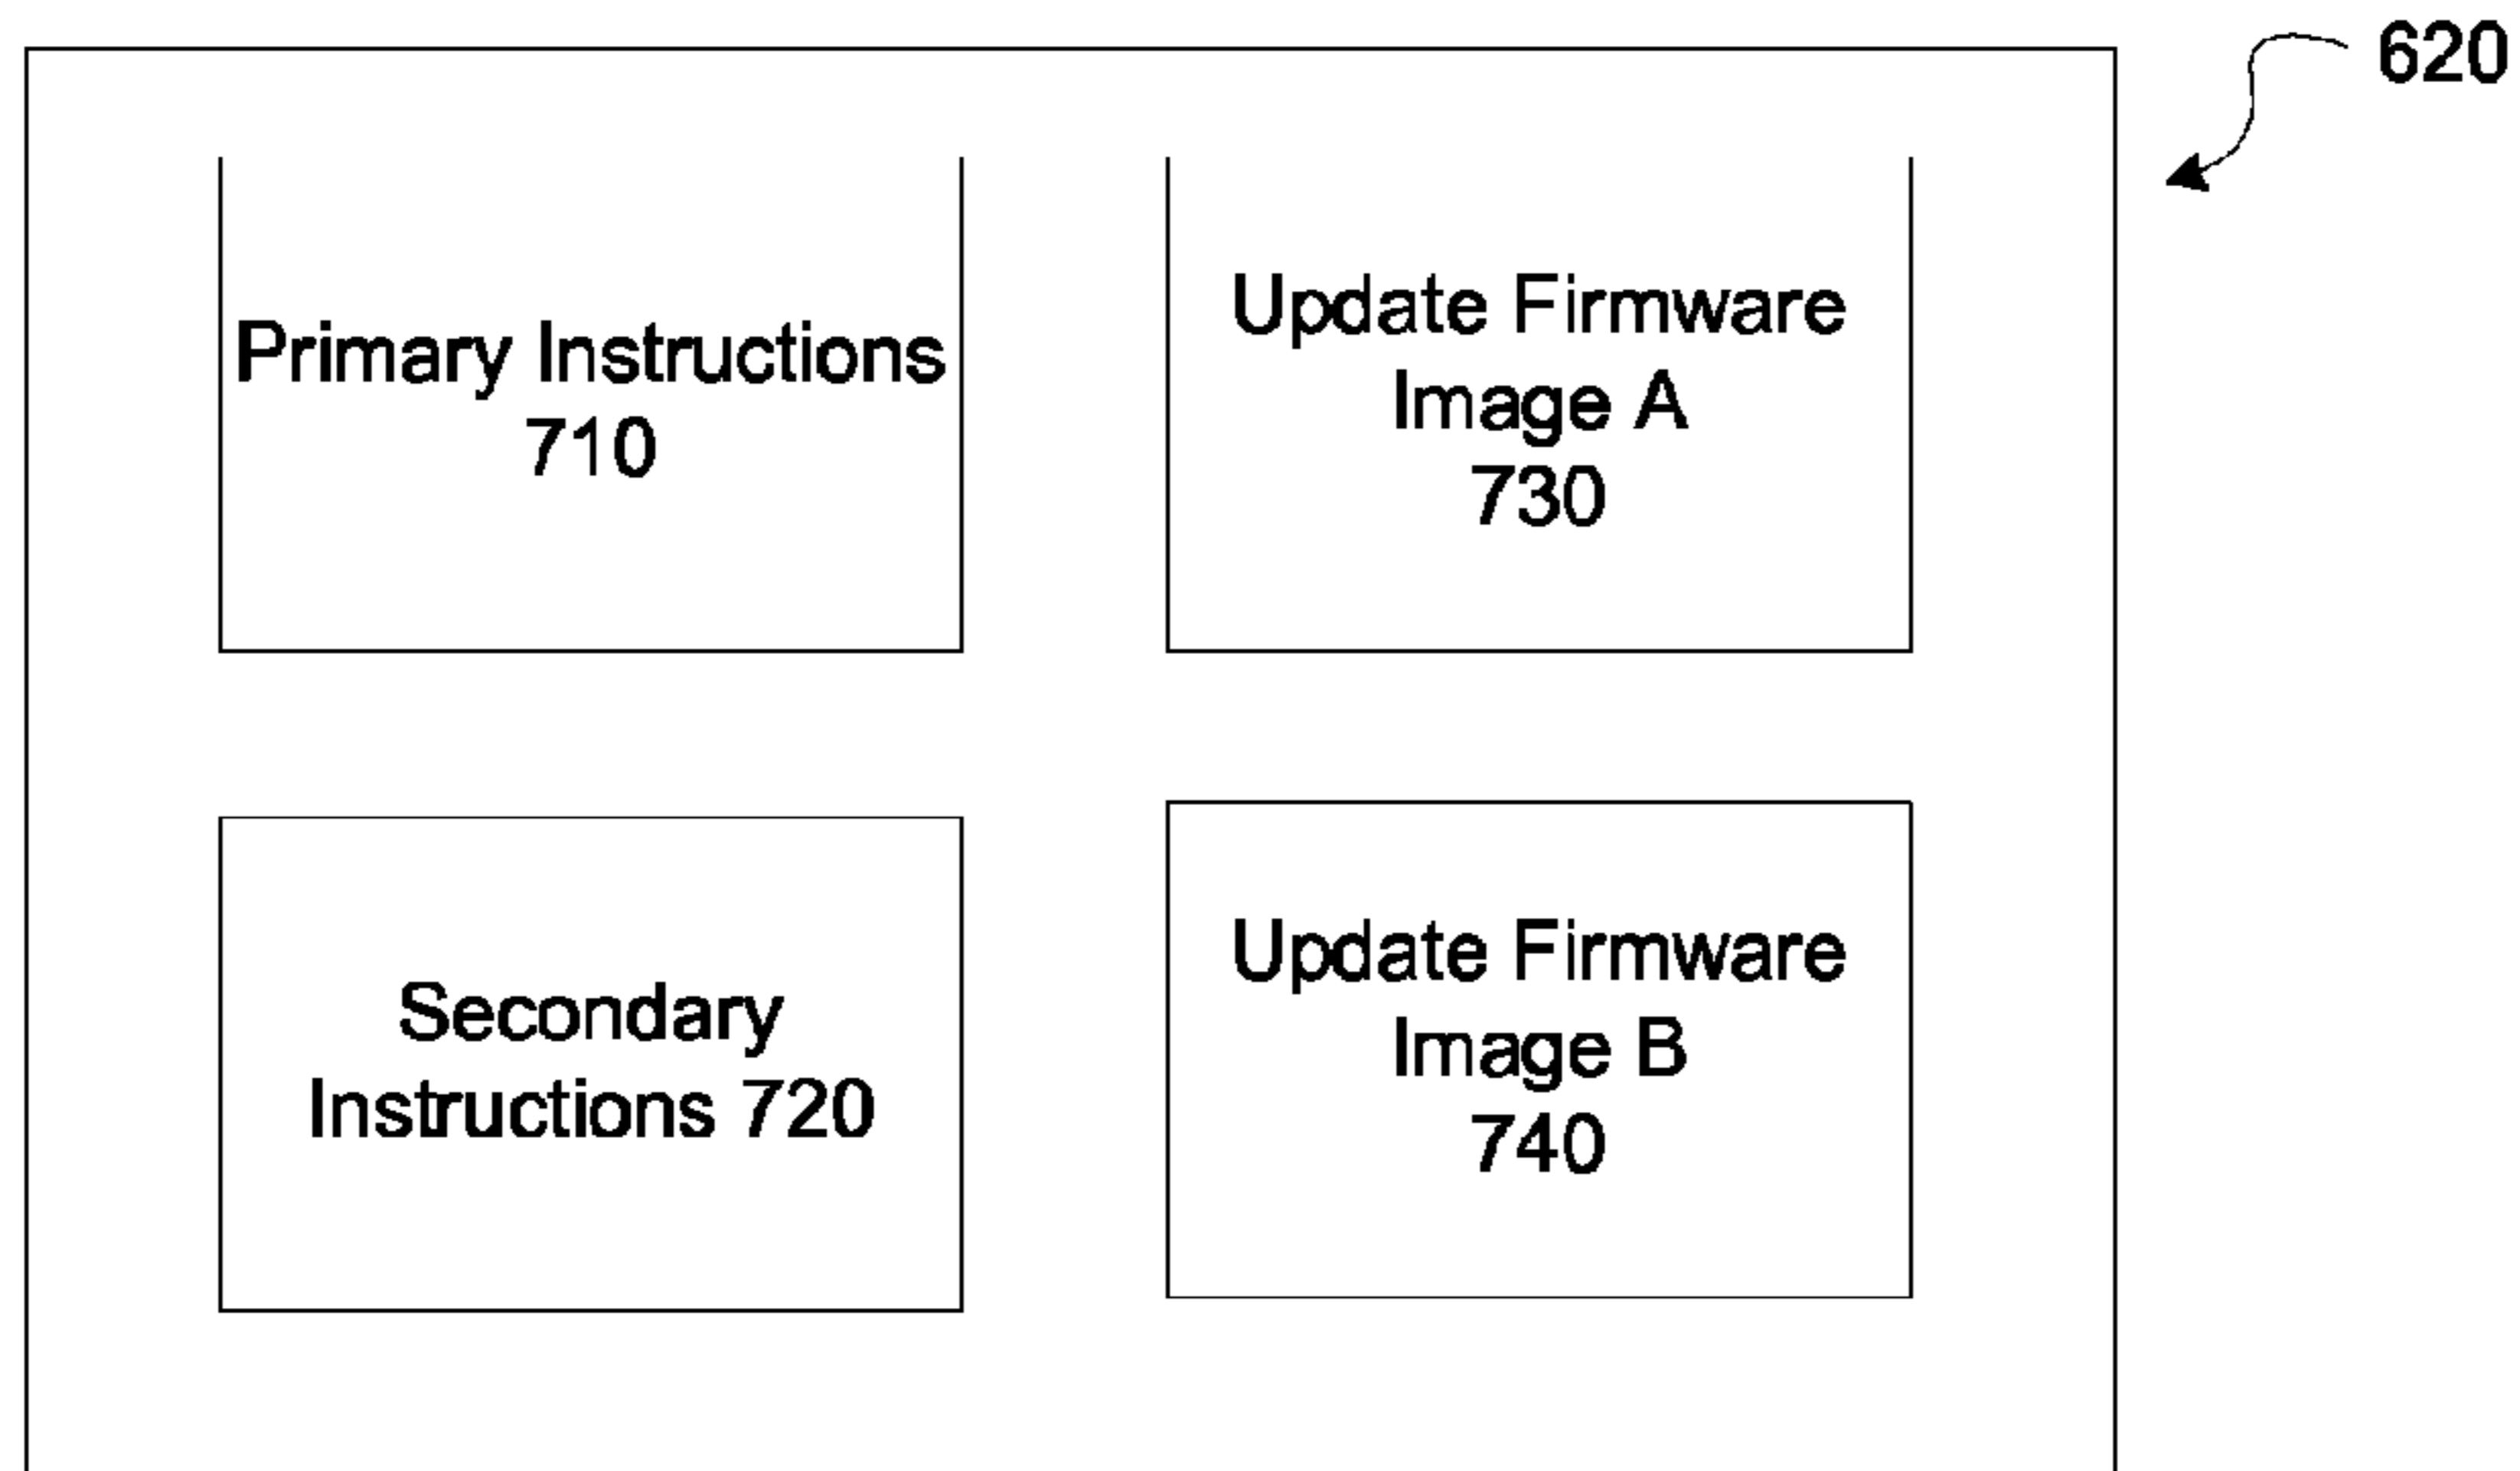 620
Primary Instructions
710
Update Firmware
Image A
730
Secondary
Instructions 720
Update Firmware
Image B
740